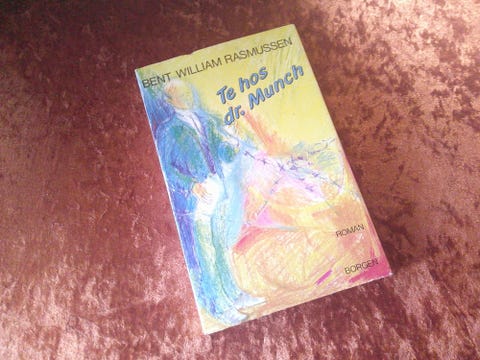 BENT WILLIAM RASMUSSEN
Te hos
dr. Munch
ROMAN
BORGEN